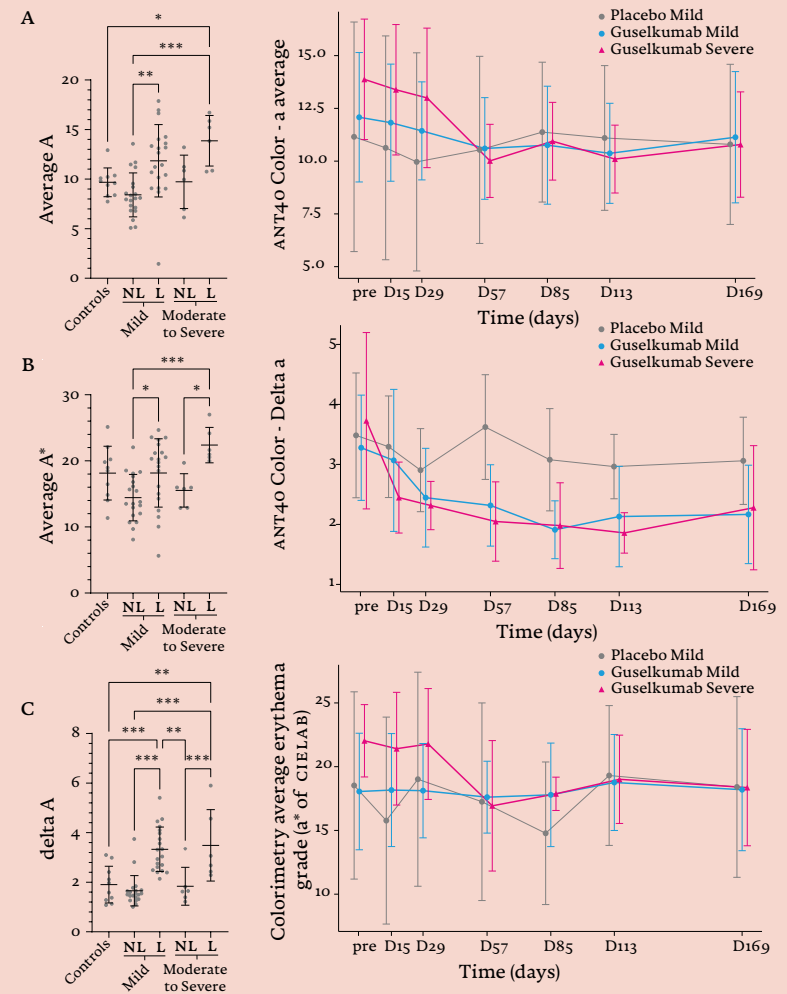 A
*
***
**
Average A
20
15
10
5
0
Controls
NL L NL L
Mild
Moderate
to Severe
ANT40 Color - a average
15.0
12.5
10.0
7.5
5.0
pre D15 D29 D57 D85 D113 D169
Time (days)
Placebo Mild
Guselkumab Mild
Guselkumab Severe
B
***
*
*
Average A*
30
20
10
0
Controls
NL L NL L
Mild
Moderate
to Severe
ANT40 Color - Delta a
5
4
3
2
1
pre D15 D29 D57 D85 D113 D169
Time (days)
Placebo Mild
Guselkumab Mild
Guselkumab Severe
C
**
***
*** **
*** ***
delta A
8
6
4
2
0
Controls
NL L NL L
Mild
Moderate
to Severe
Colorimetry average erythema
grade (a* of CIELAB)
25
20
15
10
pre D15 D29 D57 D85 D113 D169
Time (days)
Placebo Mild
Guselkumab Mild
Guselkumab Severe